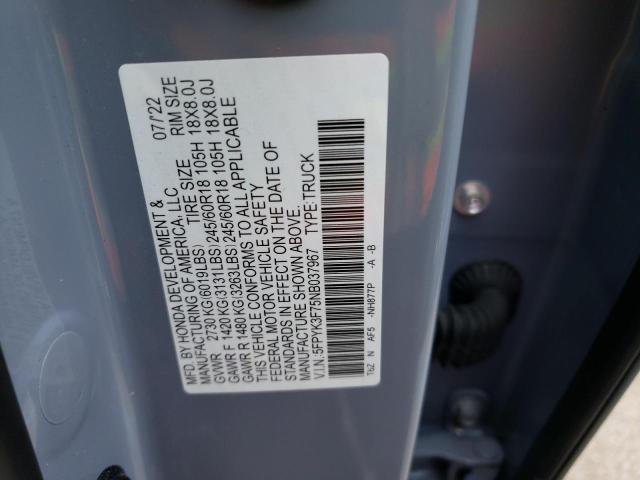 MFD. BY HONDA DEVELOPMENT & 07/'22
MANUFACTURING OF AMERICA, LLC
TIRE SIZE RIM SIZE
GVWR 2730KG(6019LBS)
GAWR F 1420KG(3131LBS) 245/60R18 105H 18X8.0J
GAWR R 1480KG(3263LBS) 245/60R18 105H 18X8.0J
THIS VEHICLE CONFORMS TO ALL APPLICABLE
FEDERAL MOTOR VEHICLE SAFETY
STANDARDS IN EFFECT ON THE DATE OF
MANUFACTURE SHOWN ABOVE.
V.I.N:5FPYK3F75NB037967 TYPE:TRUCK
T6Z N AF5 -NH877P -A -B